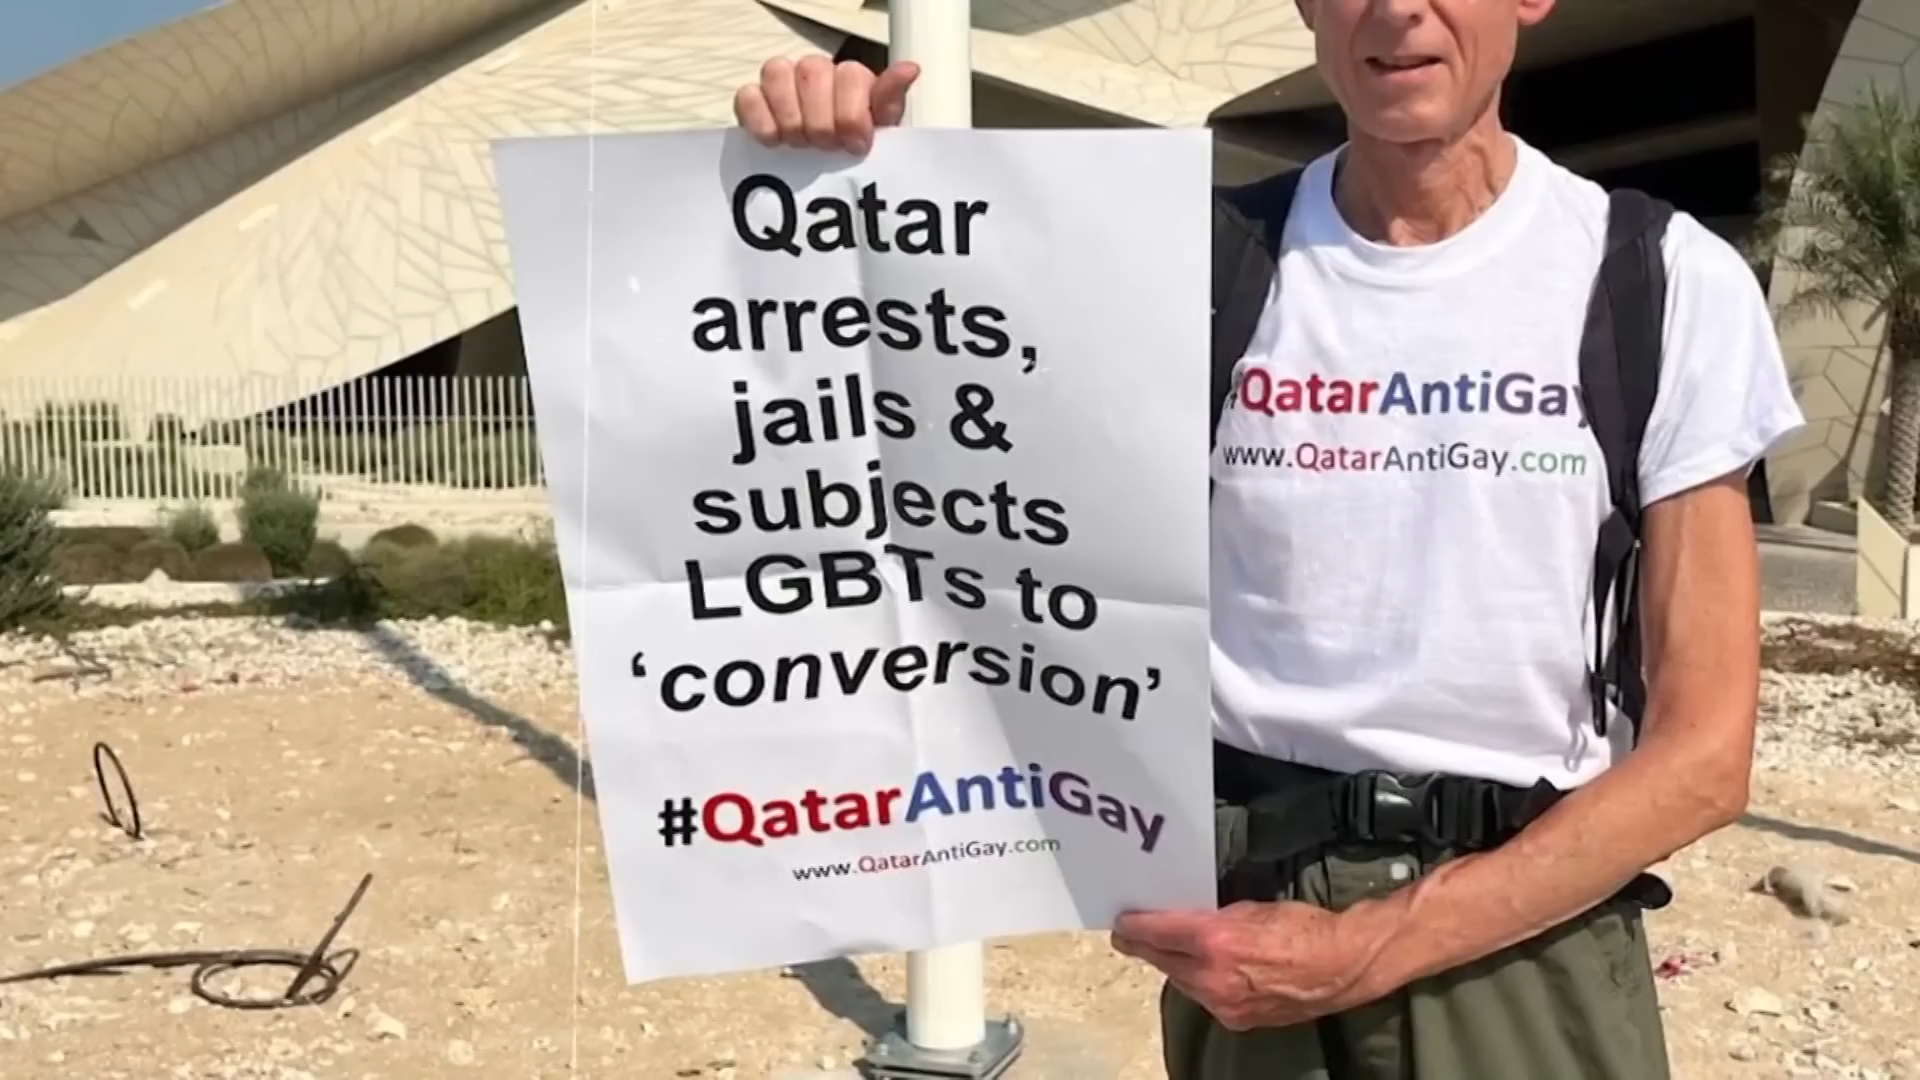 Qatar
arrests,
jails &
subjects
LGBTs to
‘conversion’
#QatarAntiGay
www.QatarAntiGay.com
#QatarAntiGay
www.QatarAntiGay.com